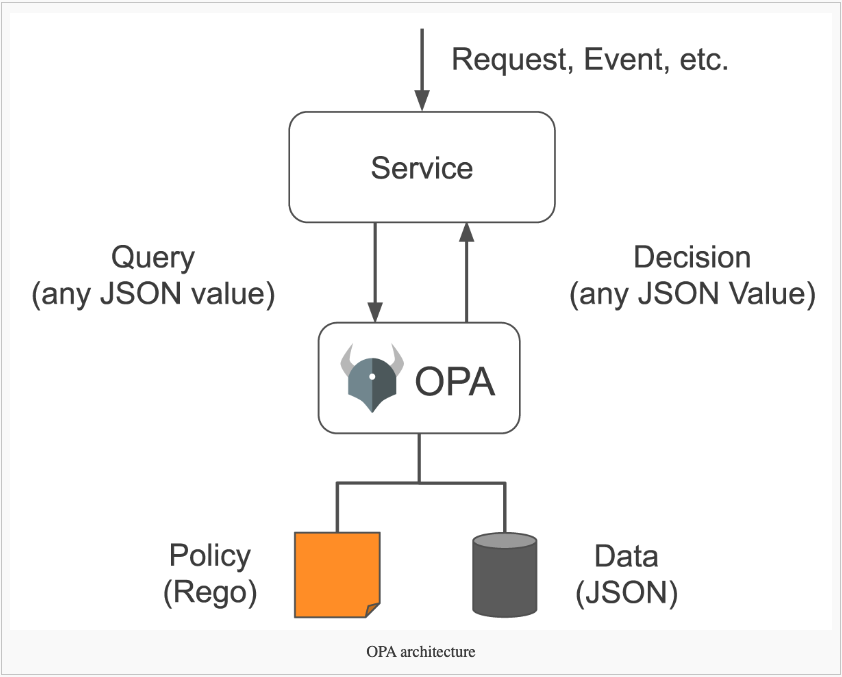 Request, Event, etc.
Service
Query
(any JSON value)
Decision
(any JSON Value)
OPA
Policy
(Rego)
Data
(JSON)
OPA architecture